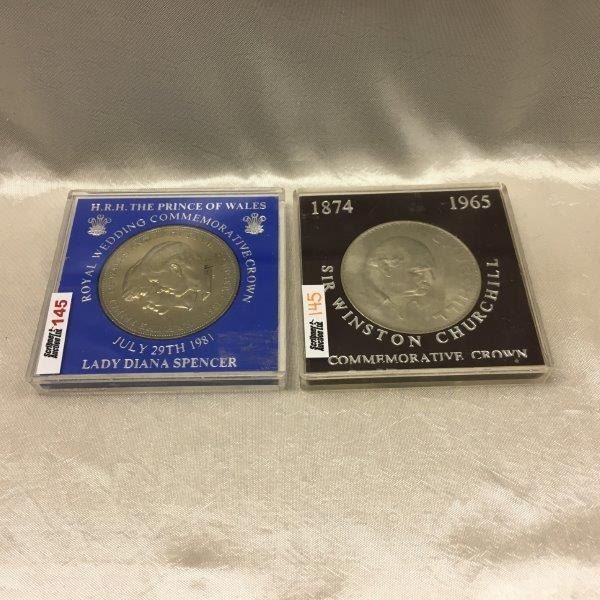 H.R.H. THE PRINCE OF WALES
ROYAL WEDDING COMMEMORATIVE CROWN
JULY 29TH 1981
LADY DIANA SPENCER
145
1874 1965
SIR WINSTON CHURCHILL
COMMEMORATIVE CROWN
145